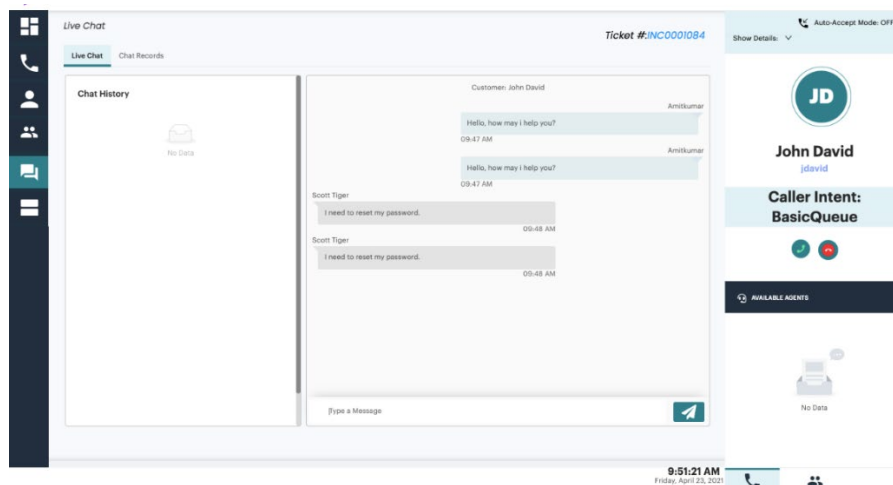 Live Chat
Ticket #:INC0001084
Live Chat
Chat Records
Chat History
No Data
Customer: John David
Amitkumar
Hello, how may i help you?
09:47 AM
Amitkumar
Hello, how may i help you?
09:47 AM
Scott Tiger
I need to reset my password.
09:48 AM
Scott Tiger
I need to reset my password.
09:48 AM
Type a Message
9:51:21 AM
Friday, April 23, 2021
Auto-Accept Mode: OFF
Show Details:
JD
John David
jdavid
Caller Intent:
BasicQueue
AVAILABLE AGENTS
No Data